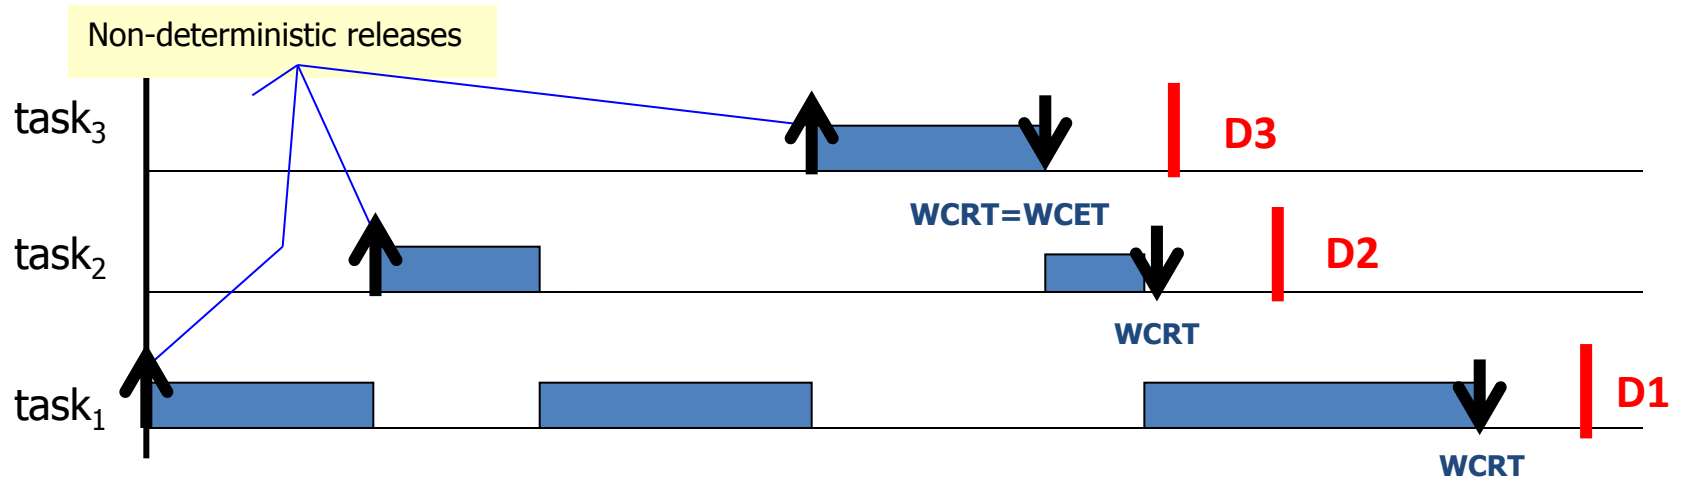 Non-deterministic releases
task3
D3
WCRT=WCET
task2
D2
WCRT
task1
D1
WCRT